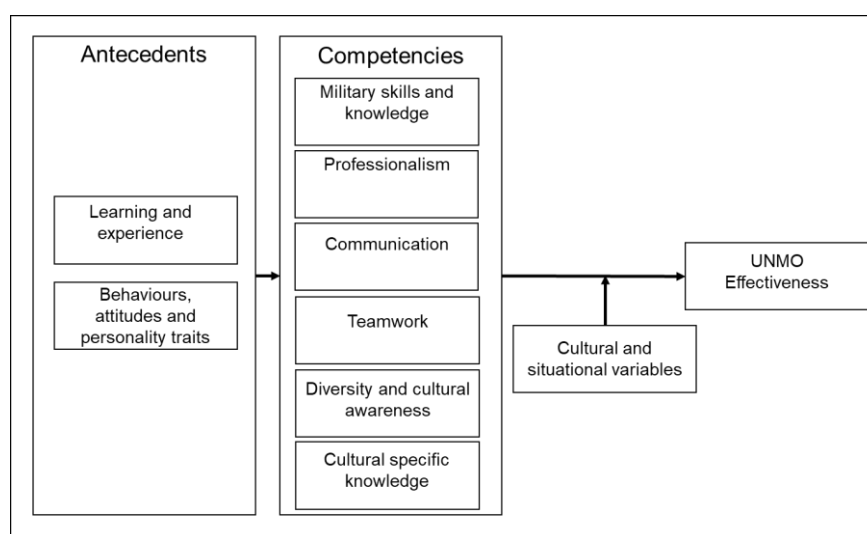 Antecedents
Learning and
experience
Behaviours,
attitudes and
personality traits
Competencies
Military skills and
knowledge
Professionalism
Communication
Teamwork
Diversity and cultural
awareness
Cultural specific
knowledge
Cultural and
situational variables
UNMO
Effectiveness